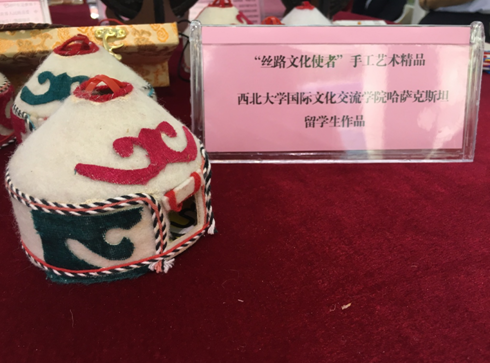 “丝路文化使者”手工艺术精品
西北大学国际文化交流学院哈萨克斯坦
留学生作品